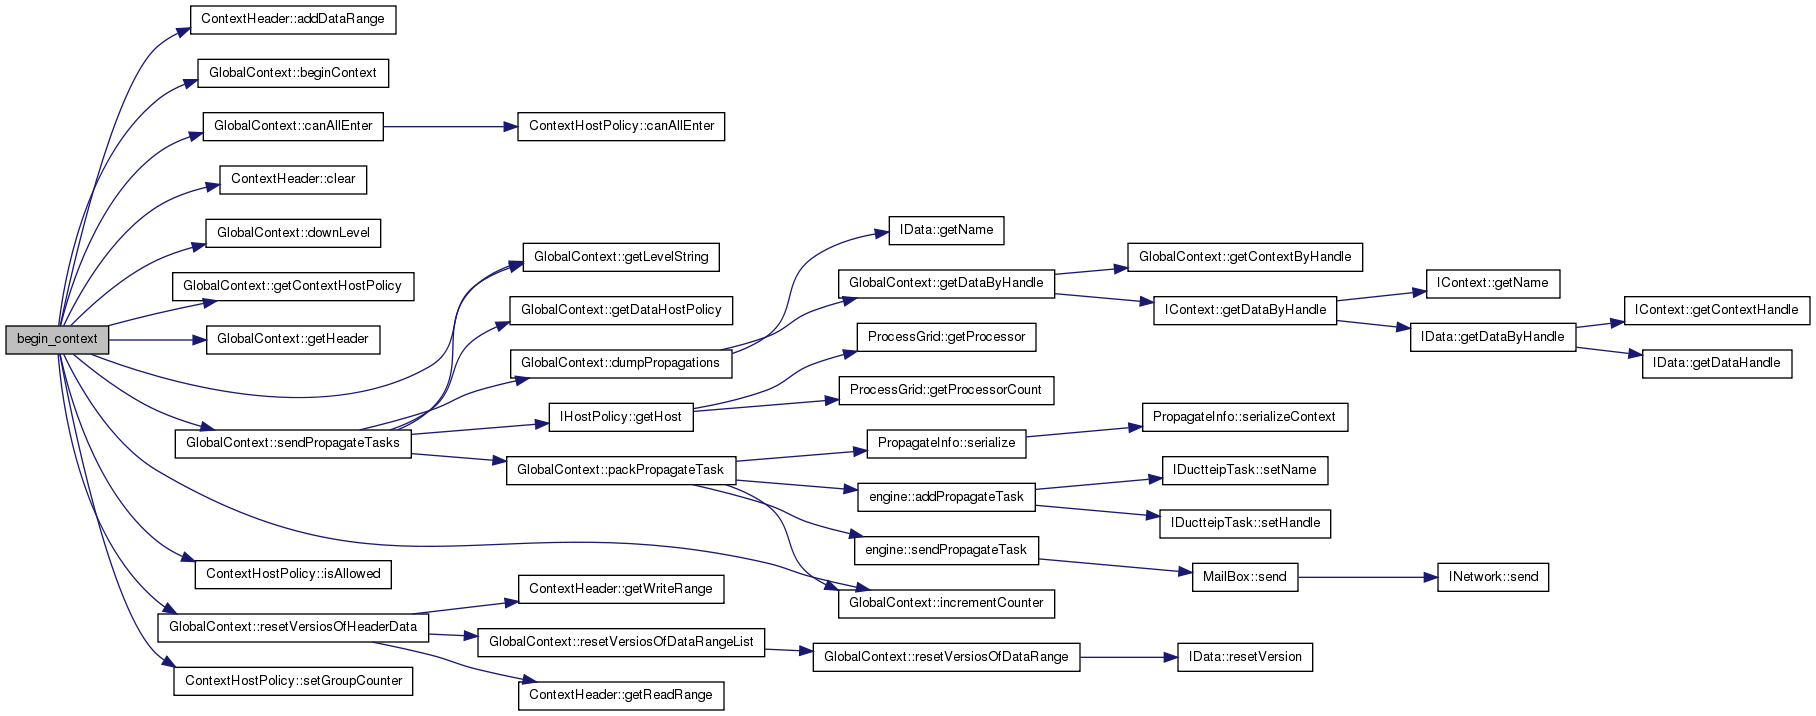 begin_context
ContextHeader::addDataRange
GlobalContext::beginContext
GlobalContext::canAllEnter
ContextHostPolicy::canAllEnter
ContextHeader::clear
GlobalContext::downLevel
GlobalContext::getContextHostPolicy
GlobalContext::getHeader
GlobalContext::getLevelString
GlobalContext::sendPropagateTasks
GlobalContext::getDataHostPolicy
GlobalContext::dumpPropagations
IData::getName
GlobalContext::getDataByHandle
GlobalContext::getContextByHandle
IContext::getDataByHandle
IContext::getName
IData::getDataByHandle
IContext::getContextHandle
IData::getDataHandle
IHostPolicy::getHost
ProcessGrid::getProcessor
ProcessGrid::getProcessorCount
GlobalContext::packPropagateTask
PropagateInfo::serialize
PropagateInfo::serializeContext
engine::addPropagateTask
IDuctteipTask::setName
IDuctteipTask::setHandle
engine::sendPropagateTask
MailBox::send
INetwork::send
GlobalContext::incrementCounter
ContextHostPolicy::isAllowed
GlobalContext::resetVersiosOfHeaderData
ContextHeader::getWriteRange
GlobalContext::resetVersiosOfDataRangeList
GlobalContext::resetVersiosOfDataRange
IData::resetVersion
ContextHeader::getReadRange
ContextHostPolicy::setGroupCounter